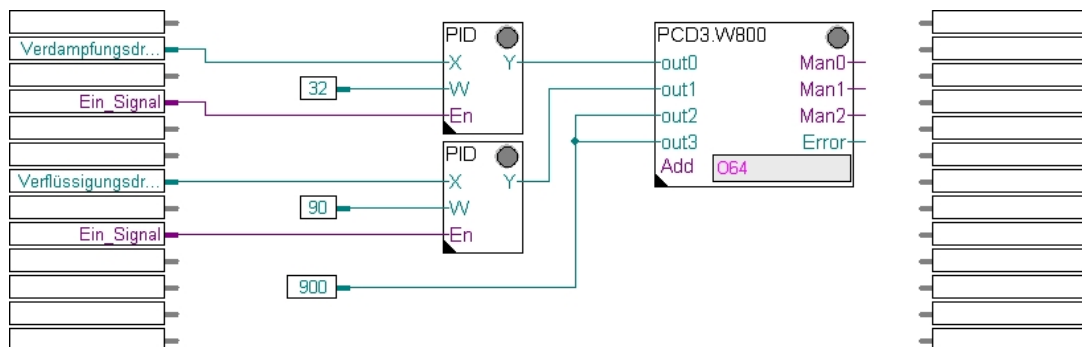 PID
PCD3.W800
Verdampfungsdr...
X Y
out0 Man0
32
W
out1 Man1
Ein_Signal
En
out2 Man2
PID
out3 Error
Add O64
Verflüssigungsdr...
X Y
90
W
Ein_Signal
En
900